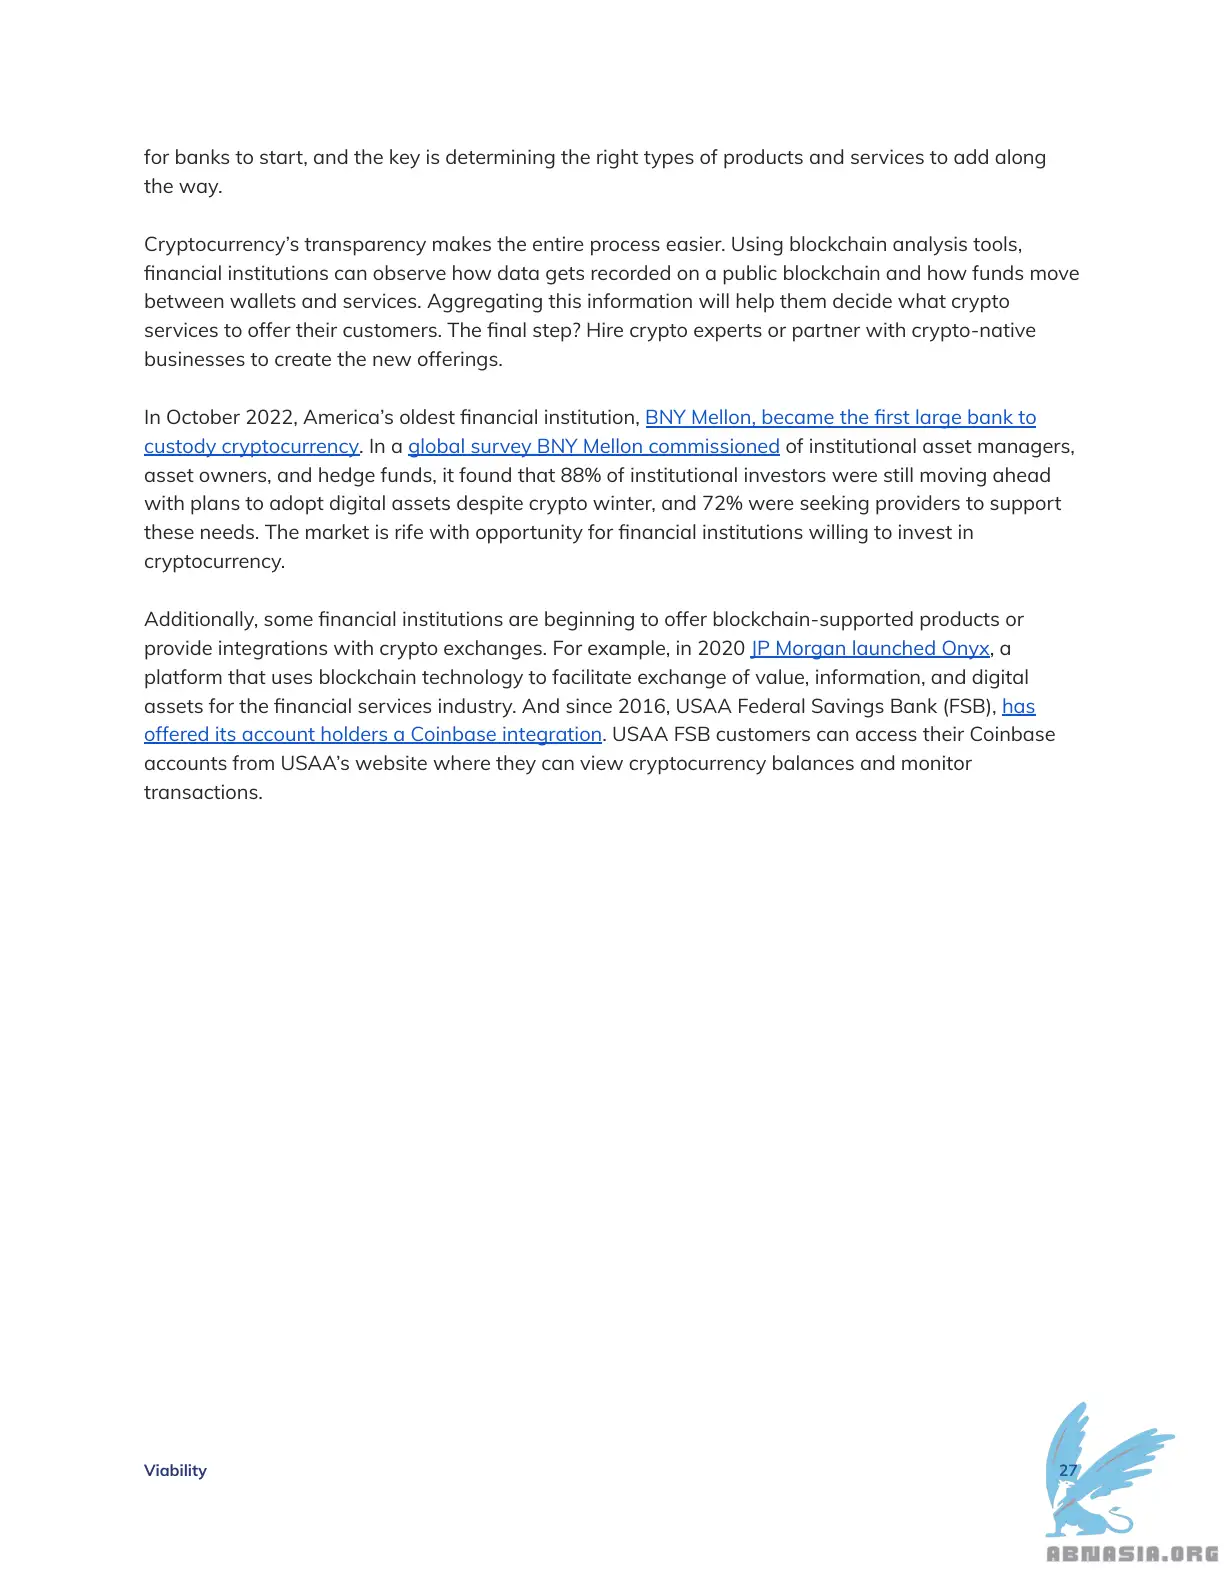 for banks to start, and the key is determining the right types of products and services to add along
the way.
Cryptocurrency’s transparency makes the entire process easier. Using blockchain analysis tools,
financial institutions can observe how data gets recorded on a public blockchain and how funds move
between wallets and services. Aggregating this information will help them decide what crypto
services to offer their customers. The final step? Hire crypto experts or partner with crypto-native
businesses to create the new offerings.
In October 2022, America’s oldest financial institution, BNY Mellon, became the first large bank to
custody cryptocurrency. In a global survey BNY Mellon commissioned of institutional asset managers,
asset owners, and hedge funds, it found that 88% of institutional investors were still moving ahead
with plans to adopt digital assets despite crypto winter, and 72% were seeking providers to support
these needs. The market is rife with opportunity for financial institutions willing to invest in
cryptocurrency.
Additionally, some financial institutions are beginning to offer blockchain-supported products or
provide integrations with crypto exchanges. For example, in 2020 JP Morgan launched Onyx, a
platform that uses blockchain technology to facilitate exchange of value, information, and digital
assets for the financial services industry. And since 2016, USAA Federal Savings Bank (FSB), has
offered its account holders a Coinbase integration. USAA FSB customers can access their Coinbase
accounts from USAA’s website where they can view cryptocurrency balances and monitor
transactions.
Viability
27
ABNASIA.ORG